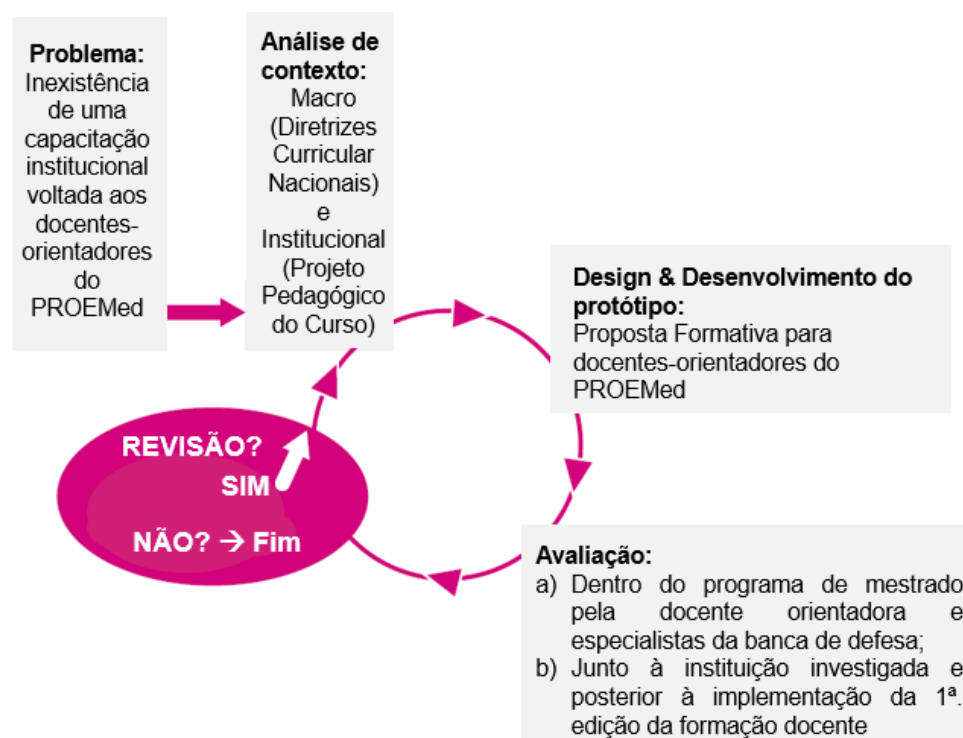 Problema:
Inexistência
de uma
capacitação
institucional
voltada aos
docentes-
orientadores
do
PROEMed
Análise de
contexto:
Macro
(Diretrizes
Curricular
Nacionais)
e
Institucional
(Projeto
Pedagógico
do Curso)
Design & Desenvolvimento do
protótipo:
Proposta Formativa para
docentes-orientadores do
PROEMed
Avaliação:
a) Dentro do programa de mestrado
pela docente orientadora e
especialistas da banca de defesa;
b) Junto à instituição investigada e
posterior à implementação da 1ª.
edição da formação docente
REVISÃO?
SIM
NÃO? → Fim